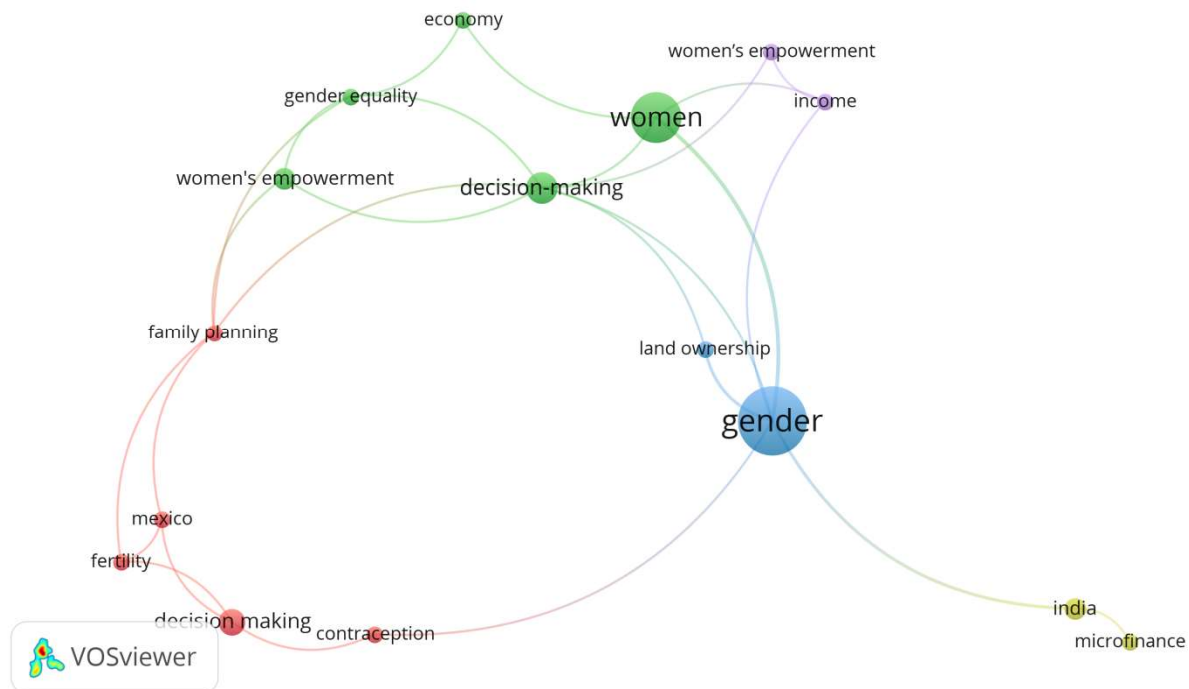 economy
women’s empowerment
gender equality
income
women
women's empowerment
decision-making
family planning
land ownership
gender
mexico
fertility
india
decision making
contraception
microfinance
VOSviewer